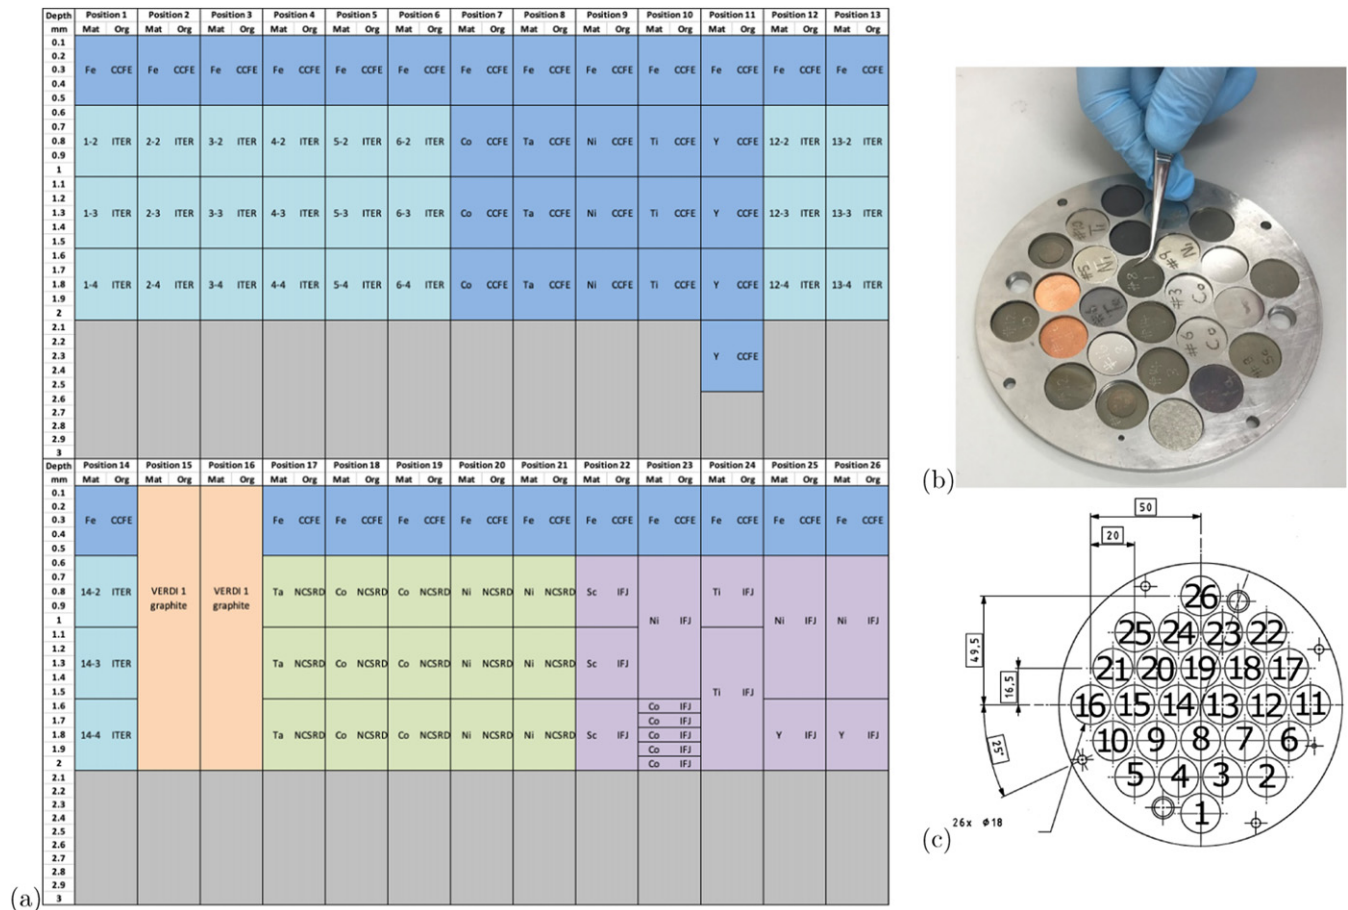 Depth Position 1 Position 2 Position 3 Position 4 Position 5 Position 6 Position 7 Position 8 Position 9 Position 10 Position 11 Position 12 Position 13
mm Mat Org Mat Org Mat Org Mat Org Mat Org Mat Org Mat Org Mat Org Mat Org Mat Org Mat Org Mat Org Mat Org
0.1
0.2
0.3 Fe CCFE Fe CCFE Fe CCFE Fe CCFE Fe CCFE Fe CCFE Fe CCFE Fe CCFE Fe CCFE Fe CCFE Fe CCFE Fe CCFE Fe CCFE
0.4
0.5
0.6
0.7
0.8 1-2 ITER 2-2 ITER 3-2 ITER 4-2 ITER 5-2 ITER 6-2 ITER Co CCFE Ta CCFE Ni CCFE Ti CCFE Y CCFE 12-2 ITER 13-2 ITER
0.9
1
1.1
1.2
1.3 1-3 ITER 2-3 ITER 3-3 ITER 4-3 ITER 5-3 ITER 6-3 ITER Co CCFE Ta CCFE Ni CCFE Ti CCFE Y CCFE 12-3 ITER 13-3 ITER
1.4
1.5
1.6
1.7
1.8 1-4 ITER 2-4 ITER 3-4 ITER 4-4 ITER 5-4 ITER 6-4 ITER Co CCFE Ta CCFE Ni CCFE Ti CCFE Y CCFE 12-4 ITER 13-4 ITER
1.9
2
2.1
2.2
2.3 Y CCFE
2.4
2.5
2.6
2.7
2.8
2.9
3
Depth Position 14 Position 15 Position 16 Position 17 Position 18 Position 19 Position 20 Position 21 Position 22 Position 23 Position 24 Position 25 Position 26
mm Mat Org Mat Org Mat Org Mat Org Mat Org Mat Org Mat Org Mat Org Mat Org Mat Org Mat Org Mat Org Mat Org
0.1
0.2
0.3 Fe CCFE Fe CCFE Fe CCFE Fe CCFE Fe CCFE Fe CCFE Fe CCFE Fe CCFE Fe CCFE Fe CCFE Fe CCFE
0.4
0.5
0.6
0.7
0.8 14-2 ITER VERDI 1 VERDI 1 Ta NCSRD Co NCSRD Co NCSRD Ni NCSRD Ni NCSRD Sc IFJ Ti IFJ
0.9 graphite graphite
1 Ni IFJ Ni IFJ Ni IFJ
1.1
1.2
1.3 14-3 ITER Ta NCSRD Co NCSRD Co NCSRD Ni NCSRD Ni NCSRD Sc IFJ
1.4
1.5 Ti IFJ
1.6 Co IFJ
1.7 Co IFJ
1.8 14-4 ITER Ta NCSRD Co NCSRD Co NCSRD Ni NCSRD Ni NCSRD Sc IFJ Co IFJ Y IFJ Y IFJ
1.9 Co IFJ
2 Co IFJ
2.1
2.2
2.3
2.4
2.5
2.6
2.7
2.8
2.9
3
(a)
#10 Ti
#5 Ni
#9 Ni
#8
#3 Co
#6 Co
(b)
50
20
49,5
16,5
25°
26
25 24 23 22
21 20 19 18 17
16 15 14 13 12 11
10 9 8 7 6
5 4 3 2
1
26x ø18
(c)